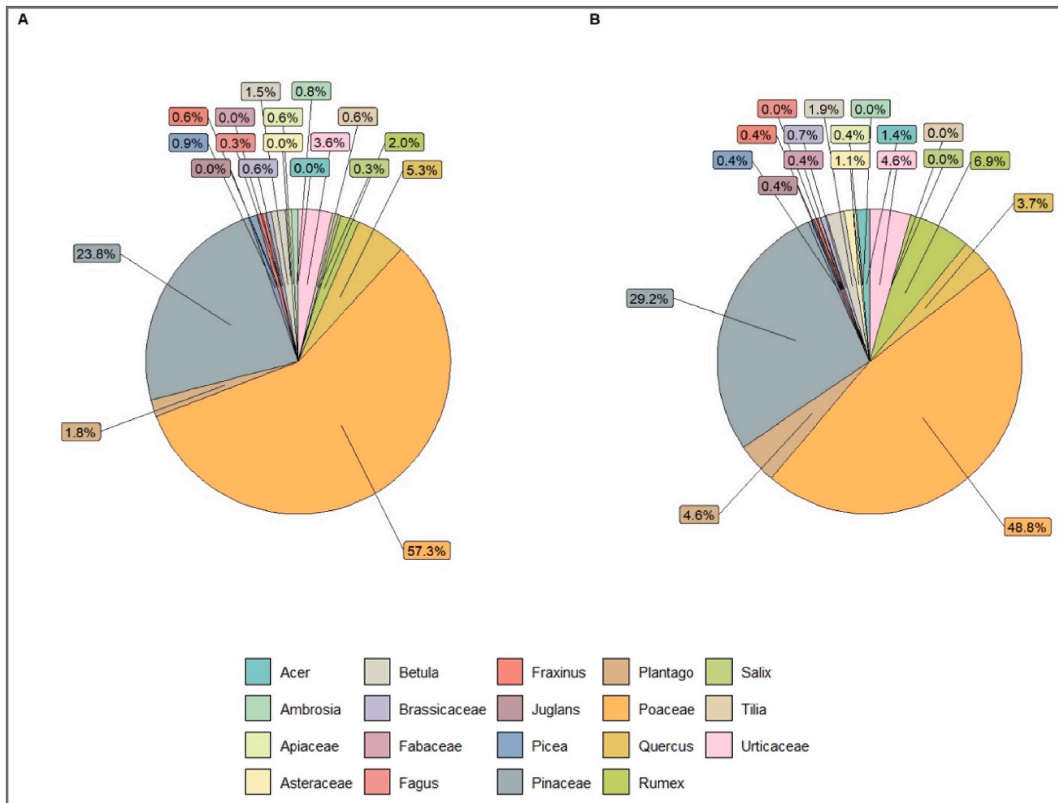 A B
1.5% 0.8% 0.6% 0.0% 0.6% 0.6%
0.9% 0.3% 0.0% 3.6% 2.0%
0.0% 0.6% 0.0% 0.3% 5.3%
23.8%
1.8%
57.3%
0.0% 1.9% 0.0%
0.4% 0.7% 0.4% 1.4% 0.0%
0.4% 0.4% 1.1% 4.6% 0.0% 6.9%
0.4%
3.7%
29.2%
4.6%
48.8%
Acer Betula Fraxinus Plantago Salix
Ambrosia Brassicaceae Juglans Poaceae Tilia
Apiaceae Fabaceae Picea Quercus Urticaceae
Asteraceae Fagus Pinaceae Rumex